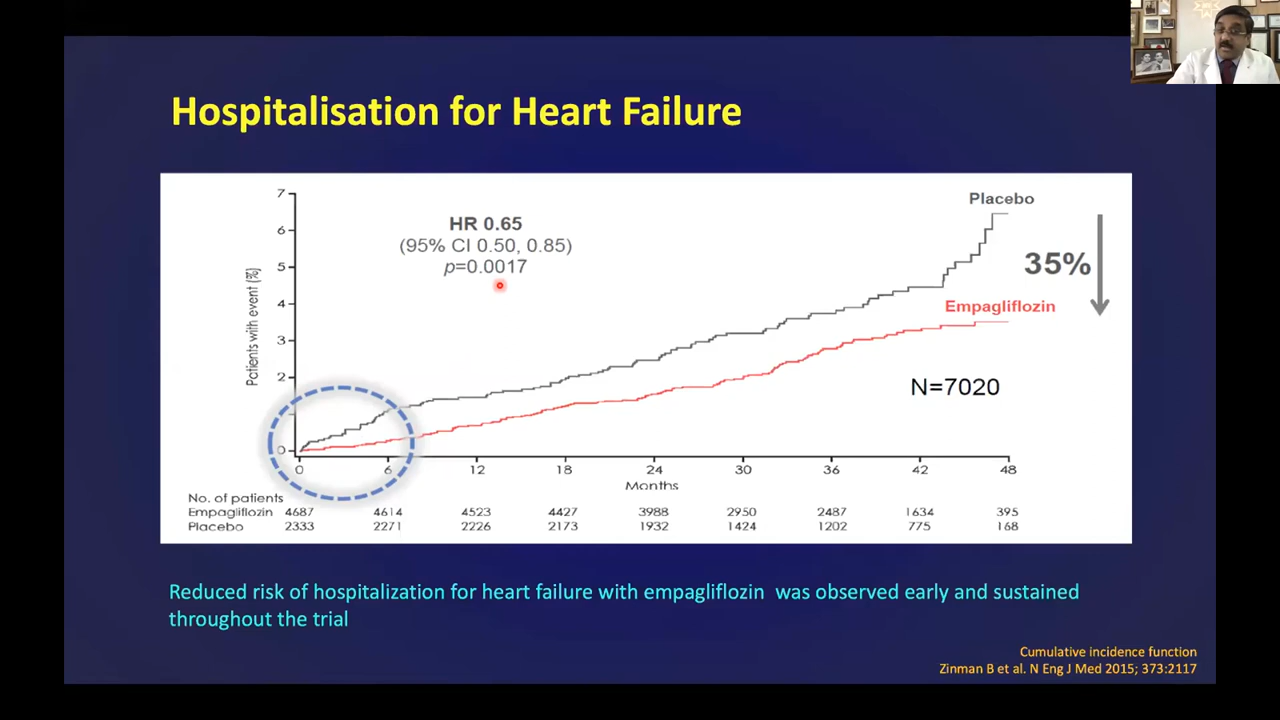 Hospitalisation for Heart Failure
7
6
5
4
3
2
0
Patients with event (%)
HR 0.65
(95% CI 0.50, 0.85)
p=0.0017
Placebo
35%
Empagliflozin
N=7020
0 6 12 18 24 30 36 42 48
Months
No. of patients
Empagliflozin 4687 4614 4523 4427 3988 2950 2487 1634 395
Placebo 2333 2271 2226 2173 1932 1424 1202 775 168
Reduced risk of hospitalization for heart failure with empagliflozin was observed early and sustained
throughout the trial
Cumulative incidence function
Zinman B et al. N Eng J Med 2015; 373:2117